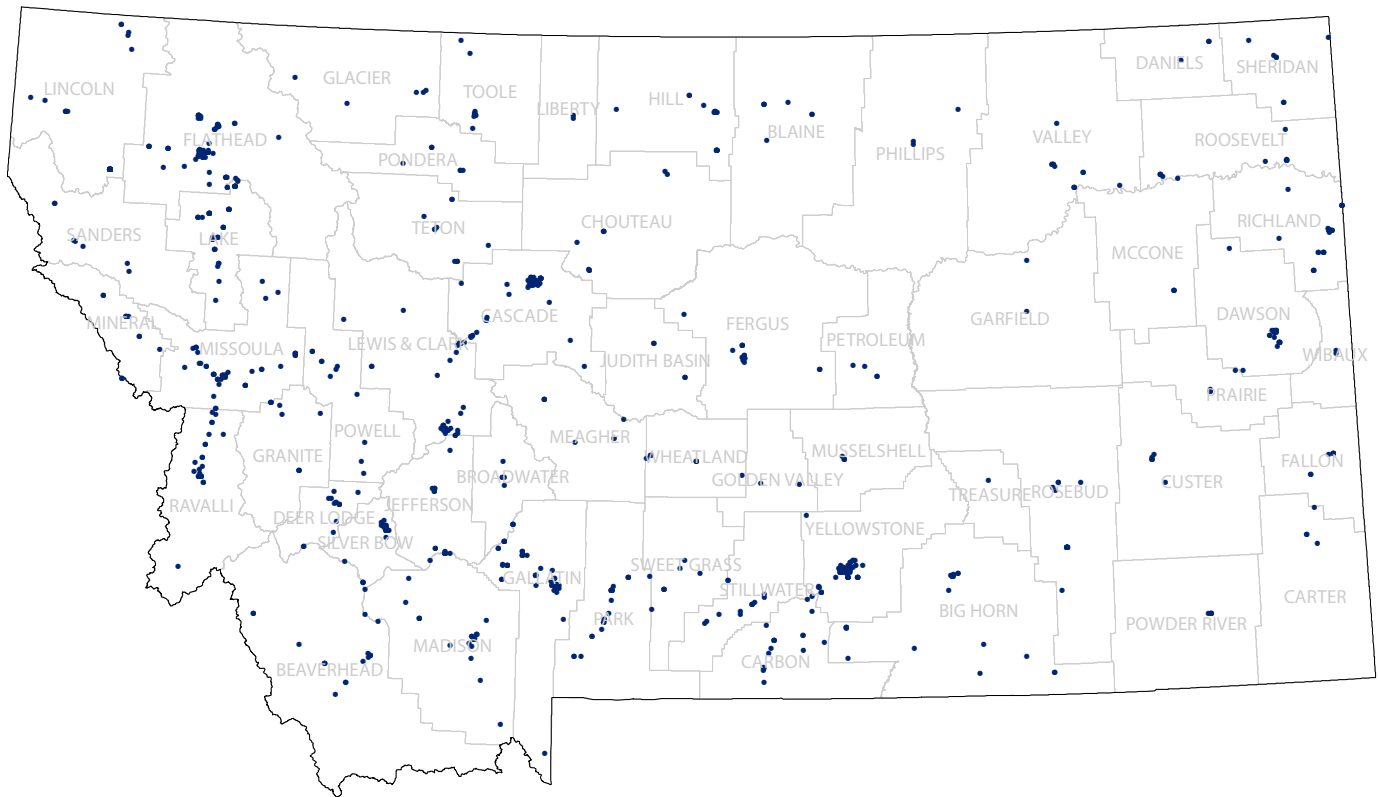 LINCOLN
GLACIER
TOOLE
LIBERTY
HILL
BLAINE
DANIELS
SHERIDAN
FLATHEAD
PONDERA
PHILLIPS
VALLEY
ROOSEVELT
SANDERS
LAKE
TETON
CHOUTEAU
MCCONE
RICHLAND
MINERAL
MISSOULA
LEWIS & CLARK
CASCADE
JUDITH BASIN
FERGUS
PETROLEUM
GARFIELD
DAWSON
WIBAUX
PRAIRIE
POWELL
GRANITE
MEAGHER
BROADWATER
WHEATLAND
GOLDEN VALLEY
MUSSELSHELL
TREASURE
ROSEBUD
CUSTER
FALLON
RAVALLI
DEER LODGE
JEFFERSON
SILVER BOW
GALLATIN
SWEET GRASS
YELLOWSTONE
STILLWATER
PARK
BIG HORN
POWDER RIVER
CARTER
BEAVERHEAD
MADISON
CARBON